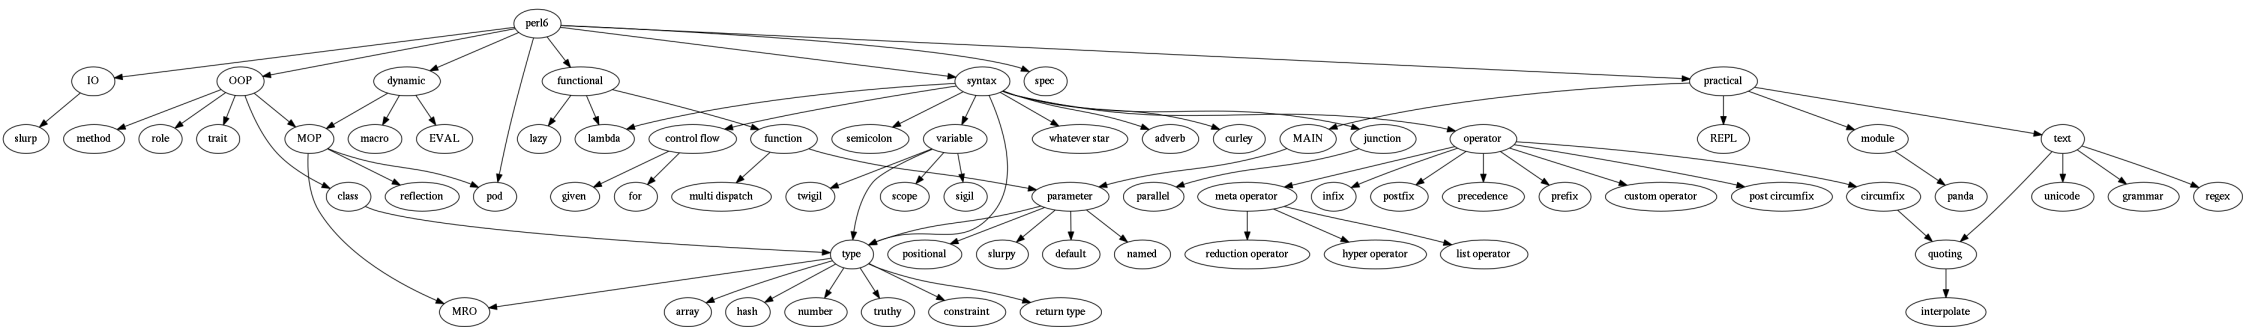 perl6
IO
OOP
dynamic
functional
syntax
spec
practical
slurp
method
role
trait
MOP
macro
EVAL
lazy
lambda
control flow
function
semicolon
variable
whatever star
adverb
curley
MAIN
junction
operator
REPL
module
text
class
reflection
pod
given
for
multi dispatch
twigil
scope
sigil
parameter
parallel
meta operator
infix
postfix
precedence
prefix
custom operator
post circumfix
circumfix
panda
unicode
grammar
regex
type
positional
slurpy
default
named
reduction operator
hyper operator
list operator
quoting
MRO
array
hash
number
truthy
constraint
return type
interpolate